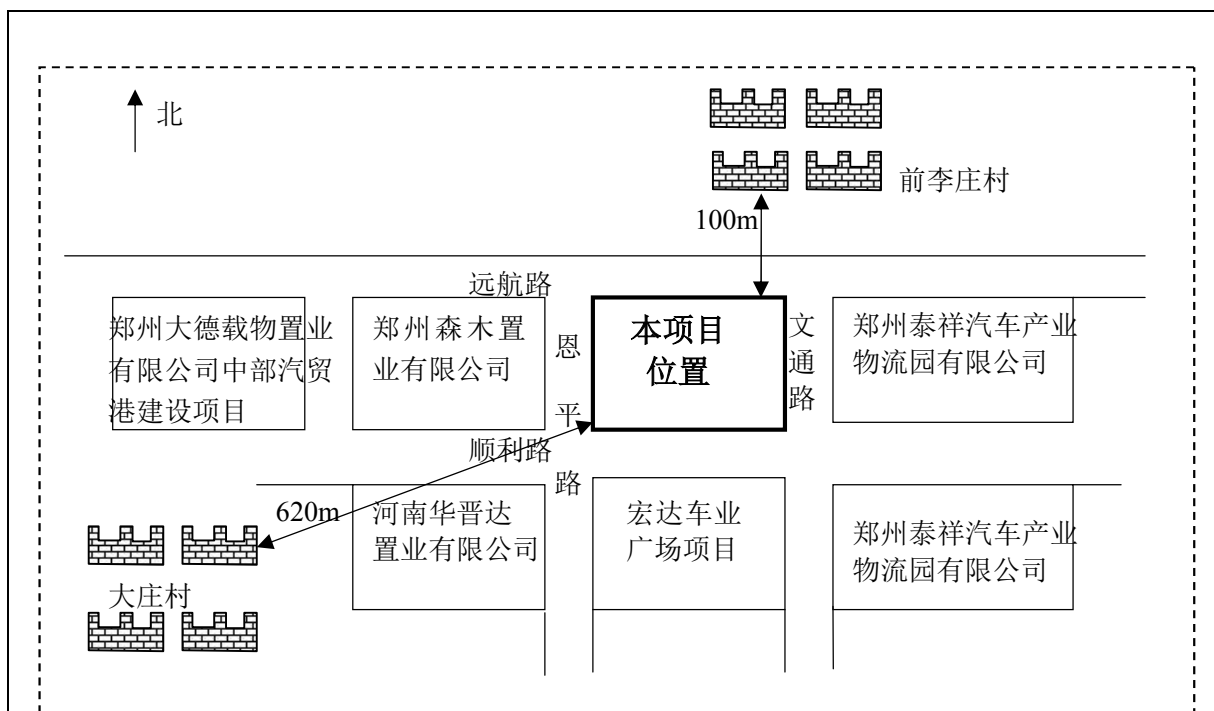 北
前李庄村
100m
远航路
郑州大德载物置业
有限公司中部汽贸
港建设项目
郑州森木置
业有限公司
恩
平
路
本项目
位置
文
通
路
郑州泰祥汽车产业
物流园有限公司
顺利路
620m
河南华晋达
置业有限公司
宏达车业
广场项目
郑州泰祥汽车产业
物流园有限公司
大庄村